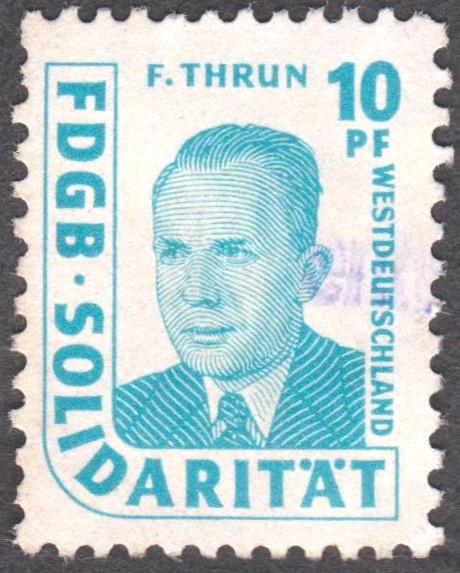 F. THRUN
10
PF
WESTDEUTSCHLAND
FDGB · SOLIDARITÄT